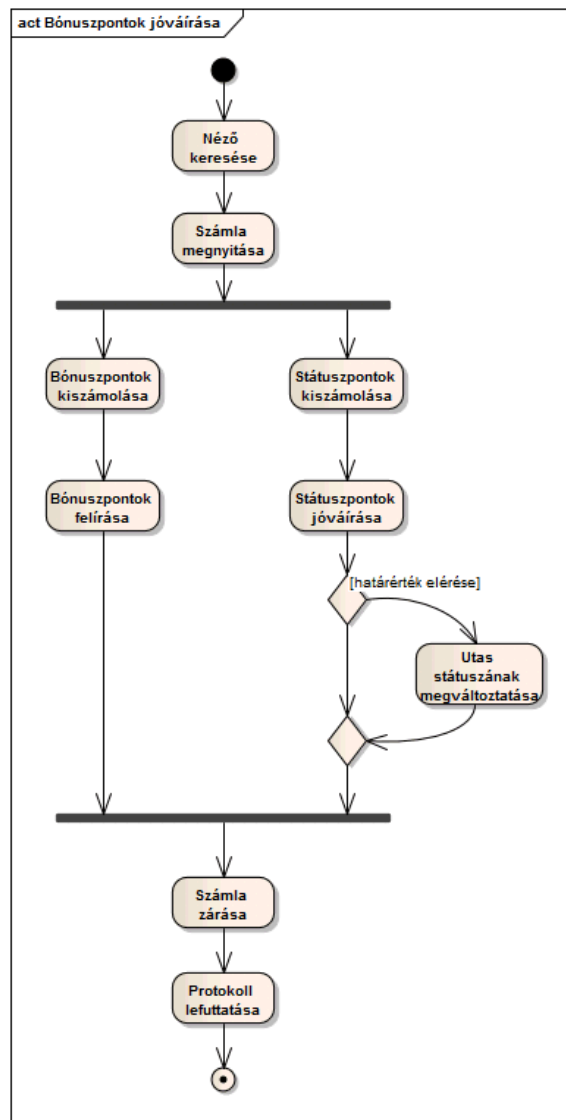 act Bónuszpontok jóváírása
Néző
keresése
Számla
megnyitása
Bónuszpontok
kiszámolása
Státuszpontok
kiszámolása
Bónuszpontok
felírása
Státuszpontok
jóváírása
[határérték elérése]
Utas
státuszának
megváltoztatása
Számla
zárása
Protokoll
lefuttatása